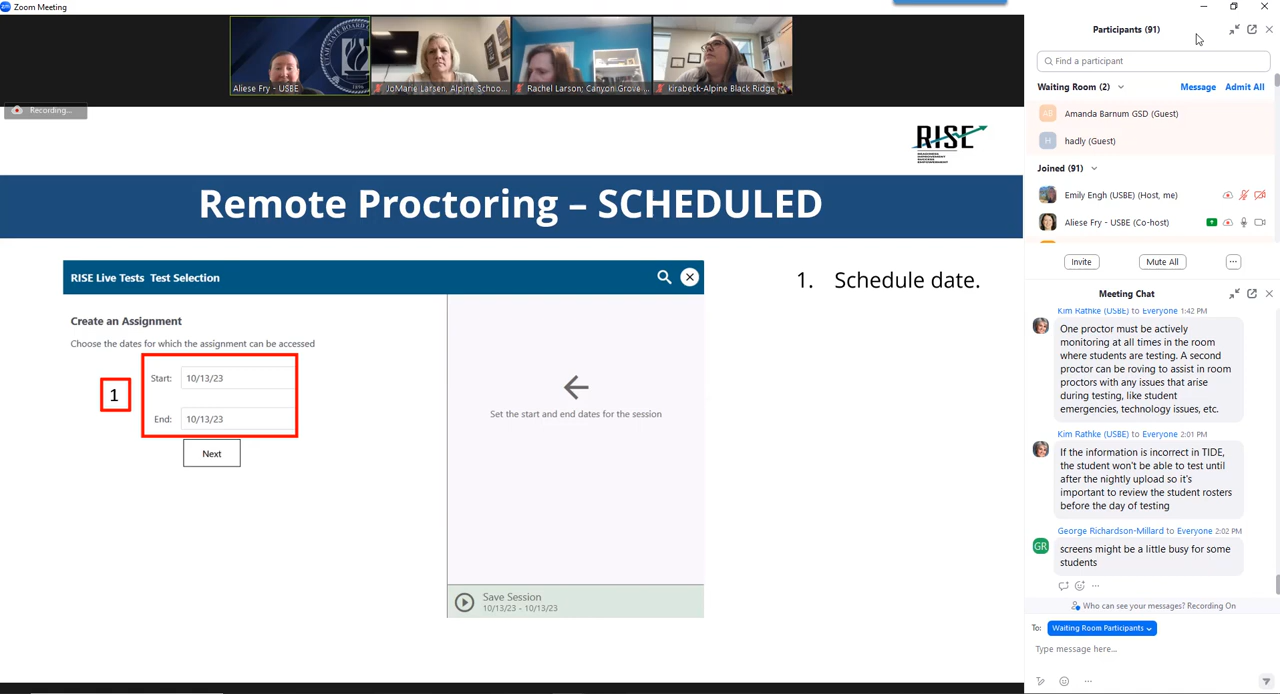 Zoom Meeting
Aliese Fry - USBE
JoMarie Larsen, Alpine Schoo...
Rachel Larson; Canyon Grove ...
kirabeck-Alpine Black Ridge
Recording...
RISE
Remote Proctoring – SCHEDULED
RISE Live Tests Test Selection
Create an Assignment
Choose the dates for which the assignment can be accessed
1
Start: 10/13/23
End: 10/13/23
Next
Set the start and end dates for the session
Save Session
10/13/23 - 10/13/23
1. Schedule date.
Participants (91)
Find a participant
Waiting Room (2)
Message
Admit All
Amanda Barnum GSD (Guest)
H
hadly (Guest)
Joined (91)
Emily Engh (USBE) (Host, me)
Aliese Fry - USBE (Co-host)
Invite
Mute All
...
Meeting Chat
Kim Rathke (USBE) to Everyone 1:42 PM
One proctor must be actively
monitoring at all times in the room
where students are testing. A second
proctor can be roving to assist in room
proctors with any issues that arise
during testing, like student
emergencies, technology issues, etc.
Kim Rathke (USBE) to Everyone 2:01 PM
If the information is incorrect in TIDE,
the student won't be able to test until
after the nightly upload so it's
important to review the student rosters
before the day of testing
George Richardson-Millard to Everyone 2:02 PM
GR
screens might be a little busy for some
students
...
Who can see your messages? Recording On
To: Waiting Room Participants
Type message here...
...